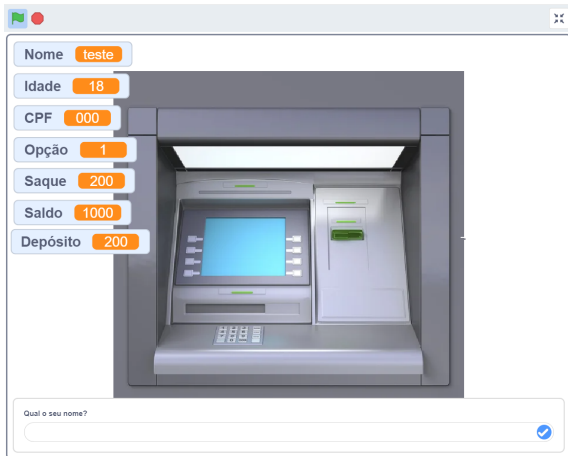 Nome teste
Idade 18
CPF 000
Opção 1
Saque 200
Saldo 1000
Depósito 200
Qual o seu nome?